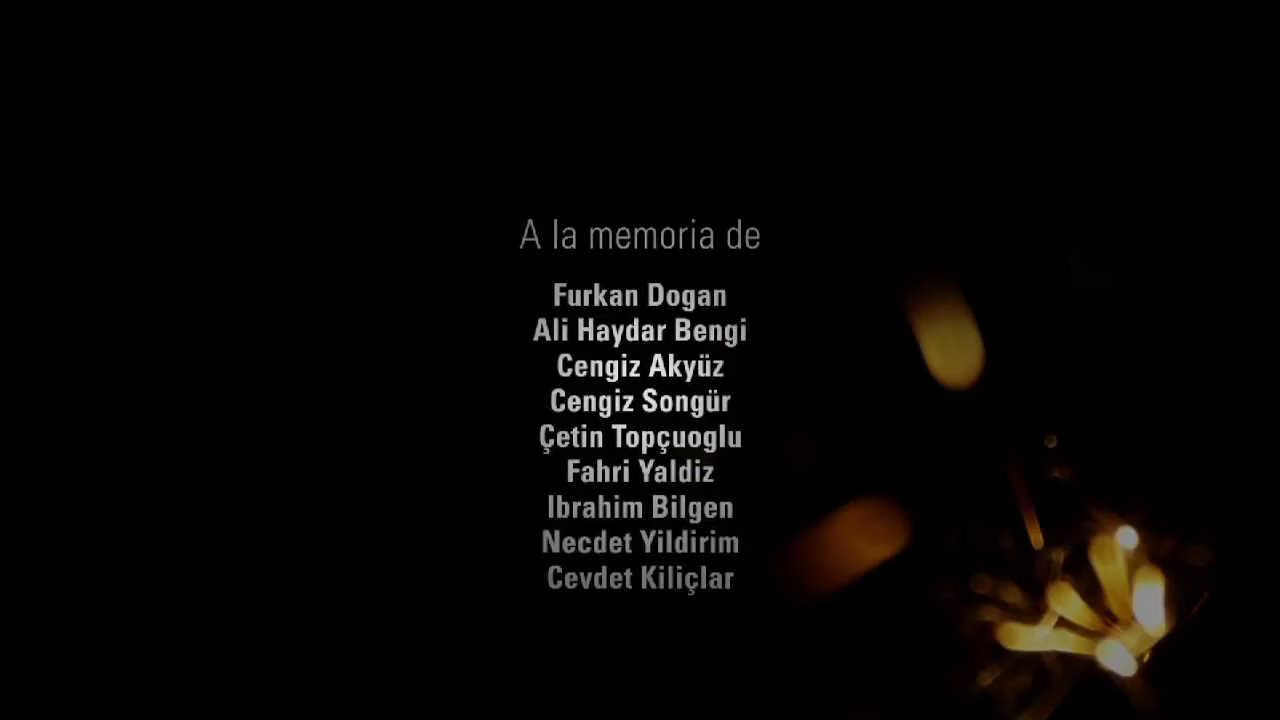 A la memoria de
Furkan Dogan
Ali Haydar Bengi
Cengiz Akyüz
Cengiz Songür
Çetin Topçuoglu
Fahri Yaldiz
Ibrahim Bilgen
Necdet Yildirim
Cevdet Kiliçlar